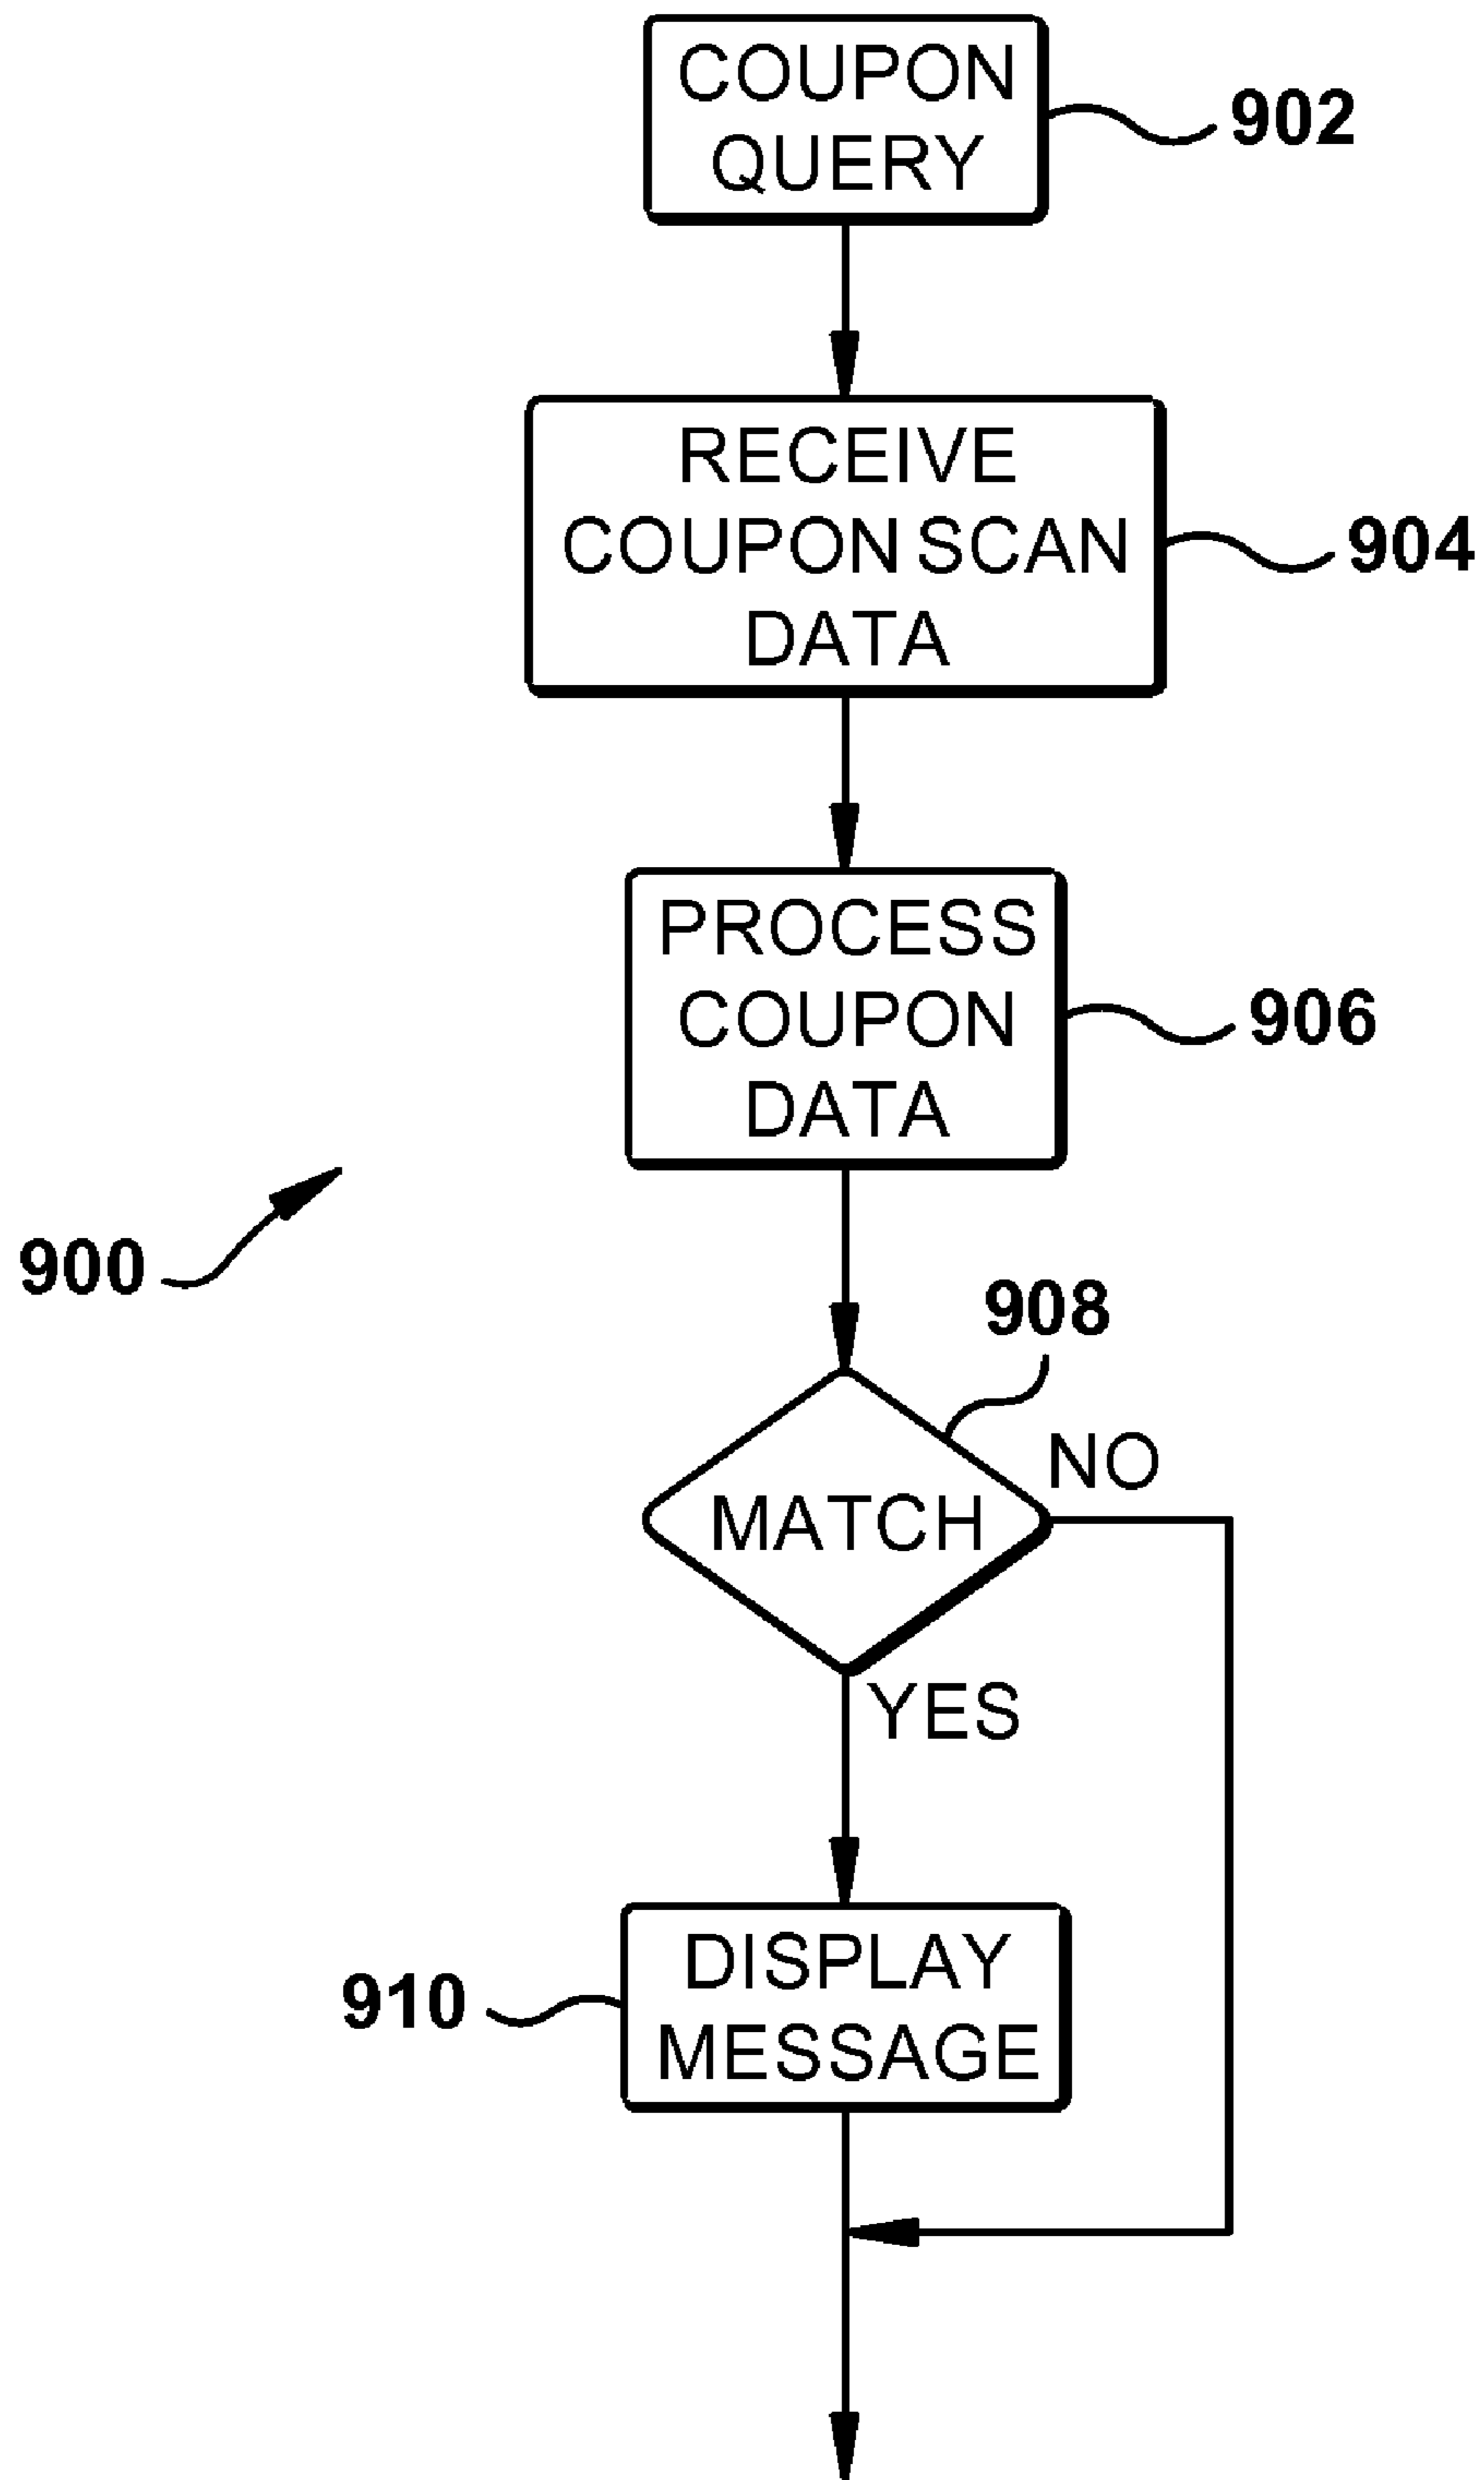 COUPON
QUERY
902
RECEIVE
COUPON SCAN
DATA
904
PROCESS
COUPON
DATA
906
900
908
NO
MATCH
YES
DISPLAY
MESSAGE
910